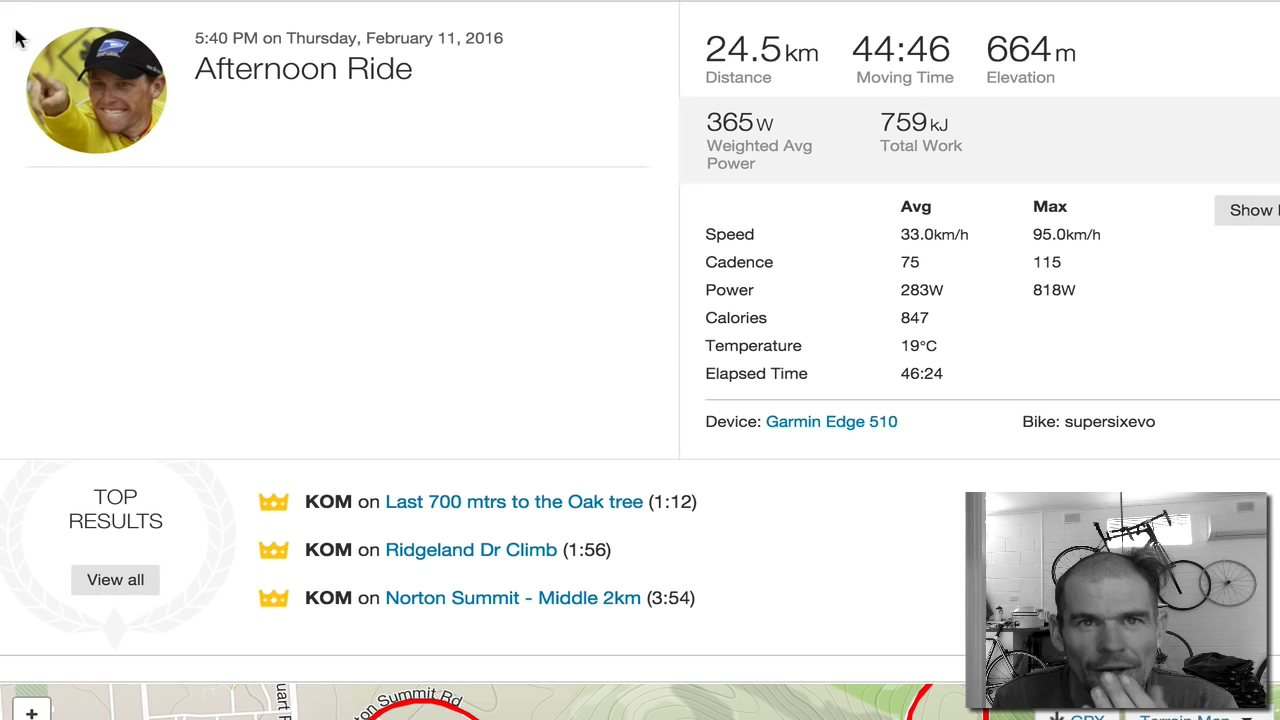 5:40 PM on Thursday, February 11, 2016
Afternoon Ride
24.5km
Distance
44:46
Moving Time
664m
Elevation
365W
Weighted Avg
Power
759kJ
Total Work
Avg Max
Show
Speed 33.0km/h 95.0km/h
Cadence 75 115
Power 283W 818W
Calories 847
Temperature 19°C
Elapsed Time 46:24
Device: Garmin Edge 510 Bike: supersixevo
TOP
RESULTS
View all
KOM on Last 700 mtrs to the Oak tree (1:12)
KOM on Ridgeland Dr Climb (1:56)
KOM on Norton Summit - Middle 2km (3:54)
+
Summit Rd
GPX
Terrain Map